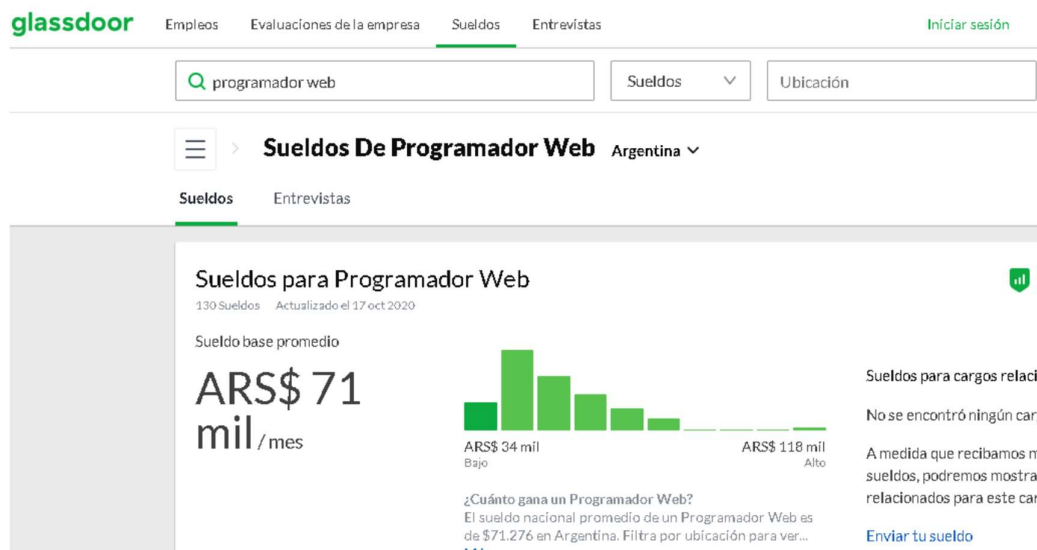 glassdoor Empleos Evaluaciones de la empresa Sueldos Entrevistas Iniciar sesión
programador web Sueldos Ubicación
Sueldos De Programador Web Argentina
Sueldos Entrevistas
Sueldos para Programador Web
130 Sueldos Actualizado el 17 oct 2020
Sueldo base promedio
ARS$ 71
mil / mes
ARS$ 34 mil ARS$ 118 mil
Bajo Alto
¿Cuánto gana un Programador Web?
El sueldo nacional promedio de un Programador Web es
de $71.276 en Argentina. Filtra por ubicación para ver...
Sueldos para cargos relaci
No se encontró ningún car
A medida que recibamos m
sueldos, podremos mostra
relacionados para este car
Enviar tu sueldo